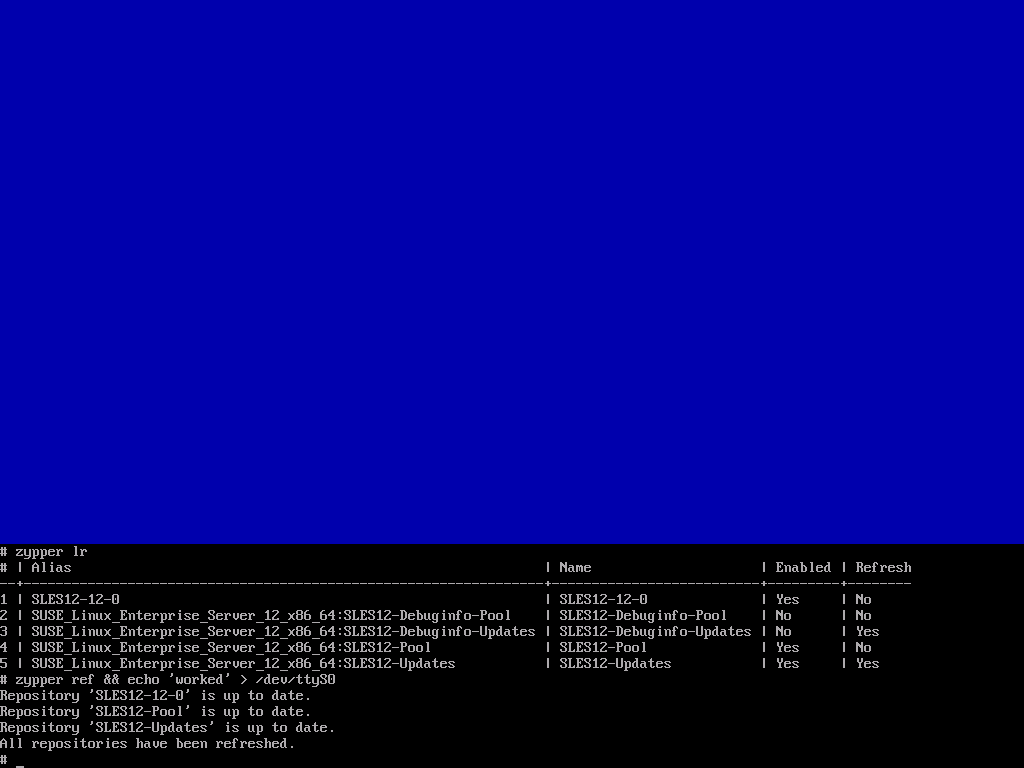 # zypper lr
# | Alias                                                            | Name                     | Enabled | Refresh
--+------------------------------------------------------------------+--------------------------+---------+--------
1 | SLES12-12-0                                                      | SLES12-12-0              | Yes     | No
2 | SUSE_Linux_Enterprise_Server_12_x86_64:SLES12-Debuginfo-Pool     | SLES12-Debuginfo-Pool    | No      | No
3 | SUSE_Linux_Enterprise_Server_12_x86_64:SLES12-Debuginfo-Updates | SLES12-Debuginfo-Updates | No      | Yes
4 | SUSE_Linux_Enterprise_Server_12_x86_64:SLES12-Pool               | SLES12-Pool              | Yes     | No
5 | SUSE_Linux_Enterprise_Server_12_x86_64:SLES12-Updates            | SLES12-Updates           | Yes     | Yes
# zypper ref && echo 'worked' > /dev/ttyS0
Repository 'SLES12-12-0' is up to date.
Repository 'SLES12-Pool' is up to date.
Repository 'SLES12-Updates' is up to date.
All repositories have been refreshed.
# _